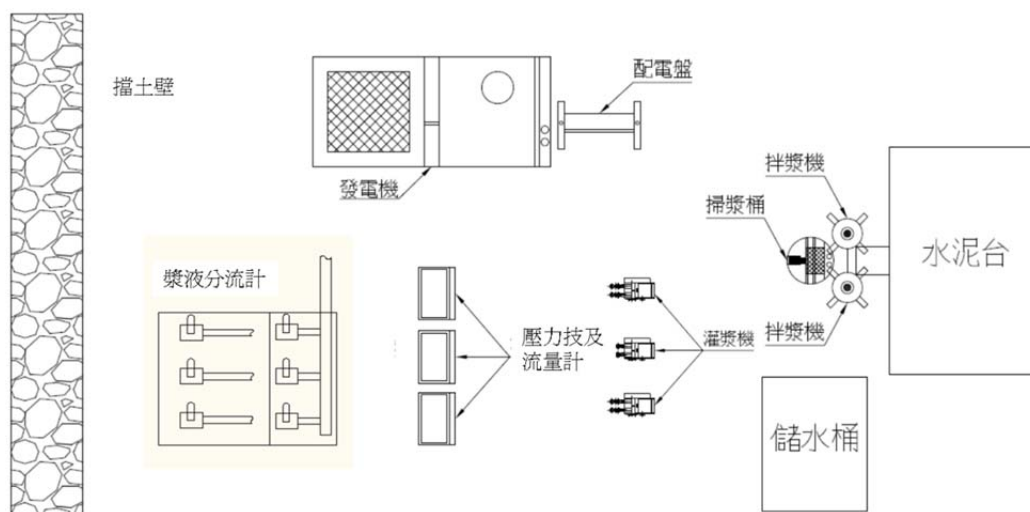 擋土壁
配電盤
發電機
拌漿機
掃漿桶
水泥台
漿液分流計
壓力技及
流量計
灌漿機
拌漿機
儲水桶